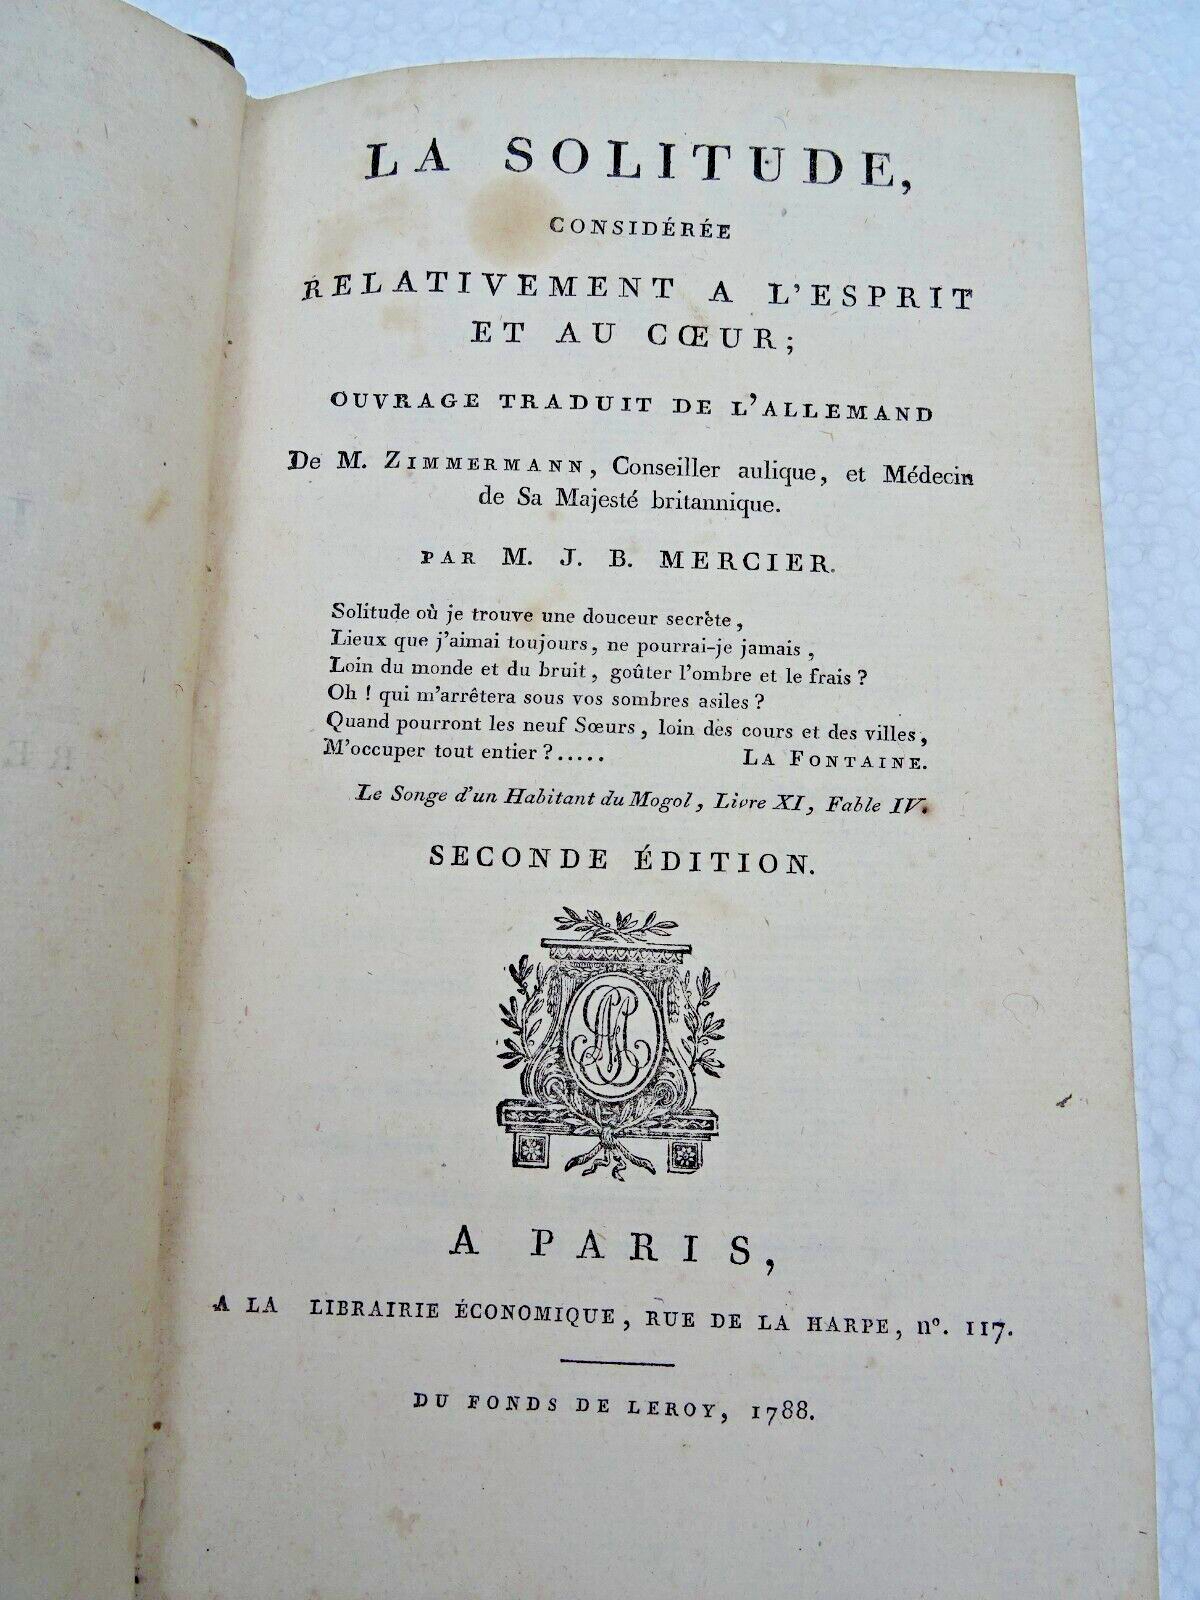 LA SOLITUDE,
CONSIDÉRÉE
RELATIVEMENT A L'ESPRIT
ET AU CŒUR;
OUVRAGE TRADUIT DE L'ALLEMAND
De M. ZIMMERMANN, Conseiller aulique, et Médecin
de Sa Majesté britannique.
PAR M. J. B. MERCIER.
Solitude où je trouve une douceur secrète,
Lieux que j'aimai toujours, ne pourrai-je jamais,
Loin du monde et du bruit, goûter l'ombre et le frais?
Oh! qui m'arrêtera sous vos sombres asiles?
Quand pourront les neuf Sœurs, loin des cours et des villes,
M'occuper tout entier?..... LA FONTAINE.
Le Songe d'un Habitant du Mogol, Livre XI, Fable IV.
SECONDE ÉDITION.
A PARIS,
A LA LIBRAIRIE ÉCONOMIQUE, RUE DE LA HARPE, nº. 117.
DU FONDS DE LEROY, 1788.